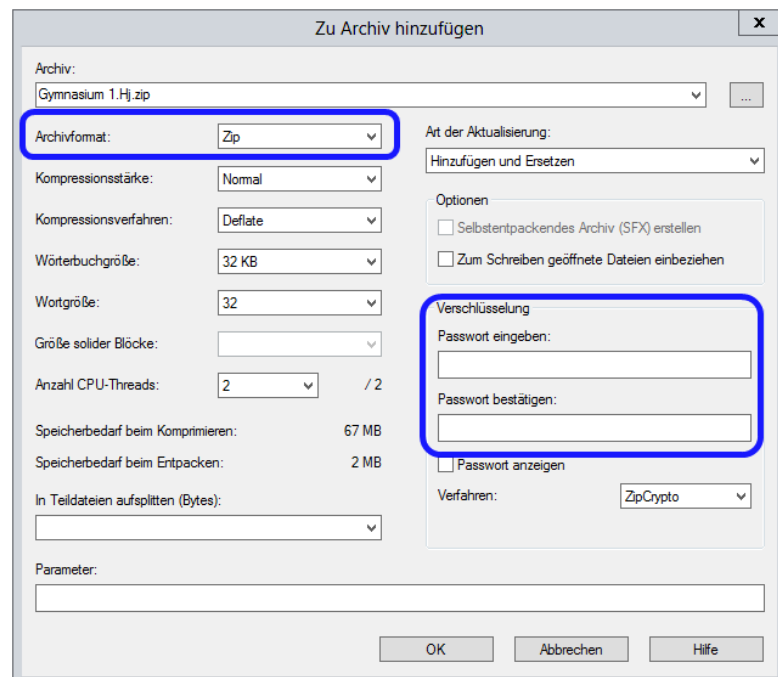 Zu Archiv hinzufügen
x
Archiv:
Gymnasium 1.Hj.zip
...
Archivformat:
Zip
Kompressionsstärke:
Normal
Kompressionsverfahren:
Deflate
Wörterbuchgröße:
32 KB
Wortgröße:
32
Größe solider Blöcke:
Anzahl CPU-Threads:
2
/ 2
Speicherbedarf beim Komprimieren:
67 MB
Speicherbedarf beim Entpacken:
2 MB
In Teildateien aufsplitten (Bytes):
Art der Aktualisierung:
Hinzufügen und Ersetzen
Optionen
Selbstentpackendes Archiv (SFX) erstellen
Zum Schreiben geöffnete Dateien einbeziehen
Verschlüsselung
Passwort eingeben:
Passwort bestätigen:
Passwort anzeigen
Verfahren:
ZipCrypto
Parameter:
OK
Abbrechen
Hilfe